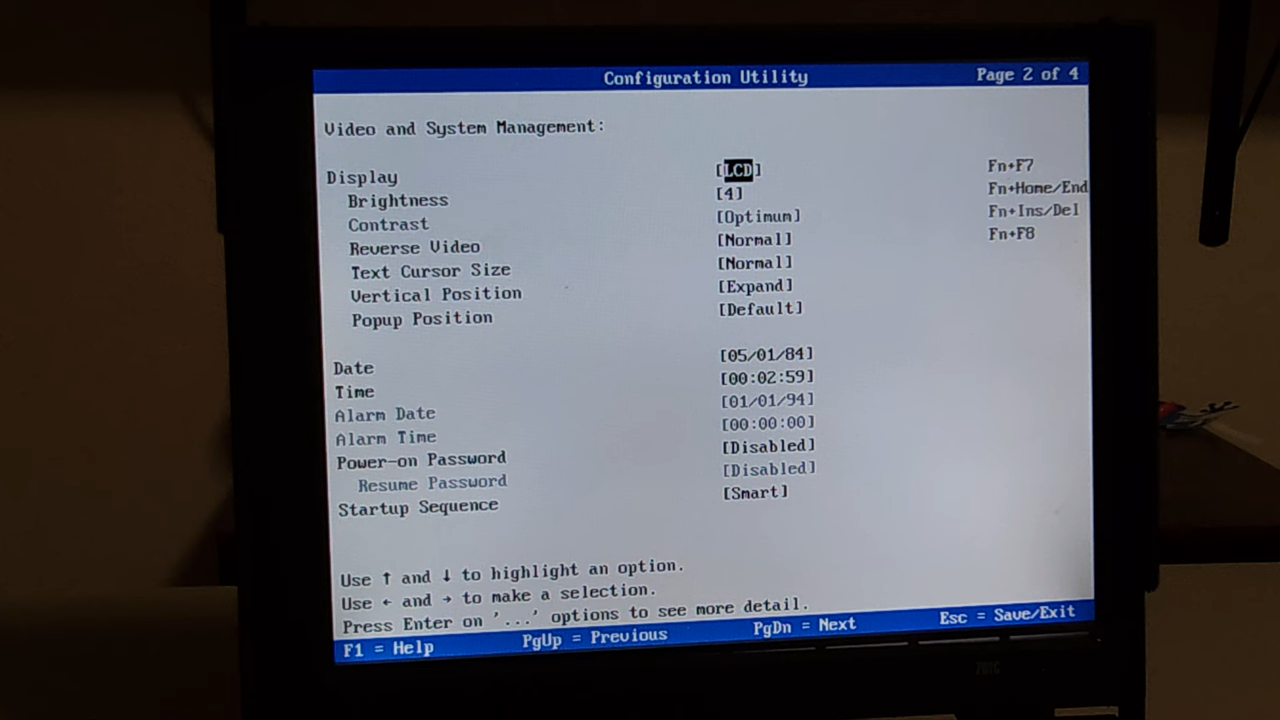 Configuration Utility Page 2 of 4
Video and System Management:
Display [LCD] Fn+F7
Brightness [4] Fn+Home/End
Contrast [Optimum] Fn+Ins/Del
Reverse Video [Normal] Fn+F8
Text Cursor Size [Normal]
Vertical Position [Expand]
Popup Position [Default]
Date [05/01/84]
Time [00:02:59]
Alarm Date [01/01/94]
Alarm Time [00:00:00]
Power-on Password [Disabled]
Resume Password [Disabled]
Startup Sequence [Smart]
Use ↑ and ↓ to highlight an option.
Use ← and → to make a selection.
Press Enter on '...' options to see more detail.
F1 = Help PgUp = Previous PgDn = Next Esc = Save/Exit